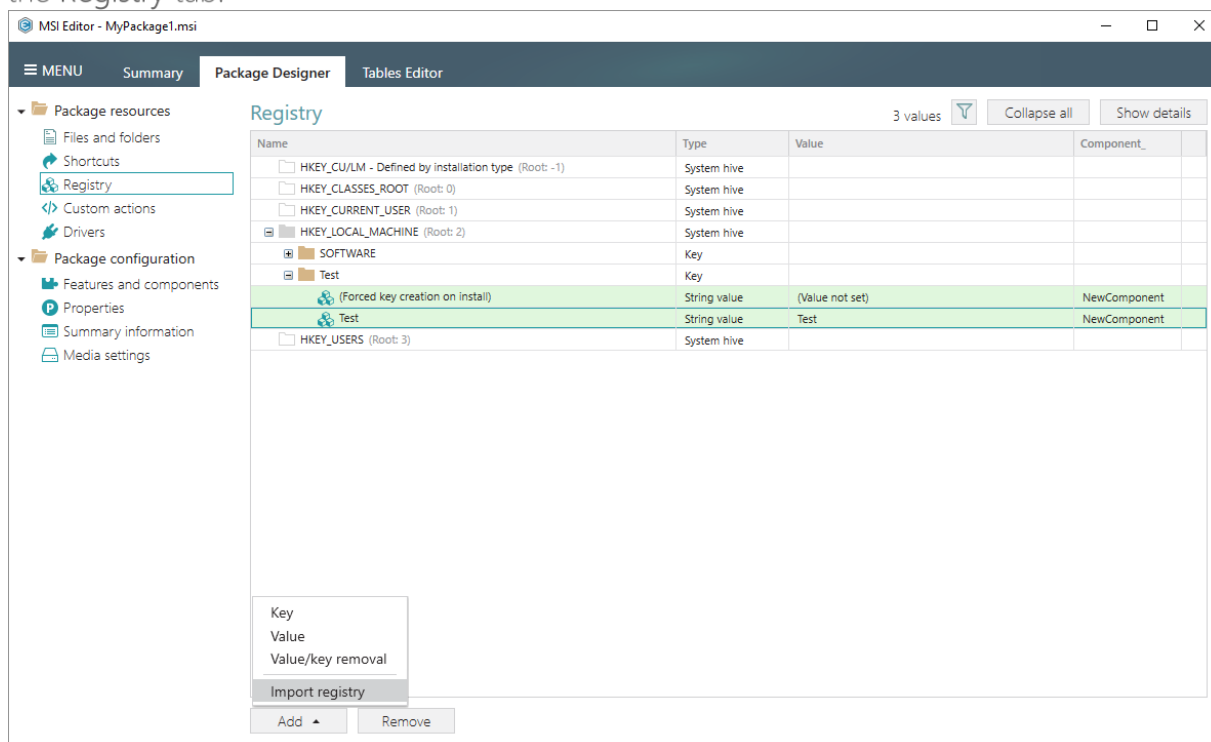 the Registry tab.
MSI Editor - MyPackage1.msi
MENU Summary Package Designer Tables Editor
Package resources
Files and folders
Shortcuts
Registry
Custom actions
Drivers
Package configuration
Features and components
Properties
Summary information
Media settings
Registry 3 values Collapse all Show details
Name Type Value Component_
HKEY_CU/LM - Defined by installation type (Root: -1) System hive
HKEY_CLASSES_ROOT (Root: 0) System hive
HKEY_CURRENT_USER (Root: 1) System hive
HKEY_LOCAL_MACHINE (Root: 2) System hive
SOFTWARE Key
Test Key
(Forced key creation on install) String value (Value not set) NewComponent
Test String value Test NewComponent
HKEY_USERS (Root: 3) System hive
Key
Value
Value/key removal
Import registry
Add Remove